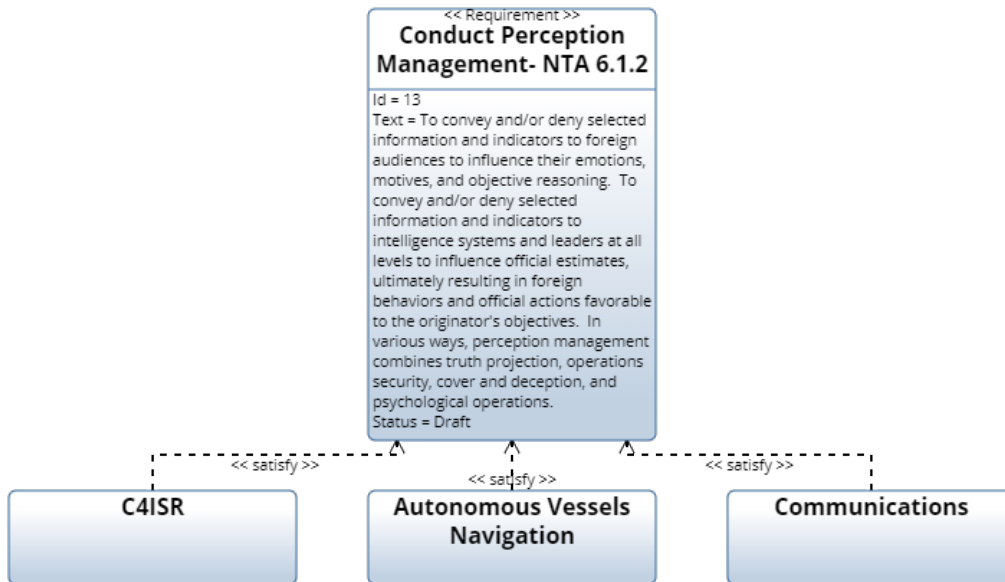 << Requirement >>
Conduct Perception
Management- NTA 6.1.2
Id = 13
Text = To convey and/or deny selected
information and indicators to foreign
audiences to influence their emotions,
motives, and objective reasoning.  To
convey and/or deny selected
information and indicators to
intelligence systems and leaders at all
levels to influence official estimates,
ultimately resulting in foreign
behaviors and official actions favorable
to the originator's objectives.  In
various ways, perception management
combines truth projection, operations
security, cover and deception, and
psychological operations.
Status = Draft
<< satisfy >>
<< satisfy >>
<< satisfy >>
C4ISR
Autonomous Vessels
Navigation
Communications